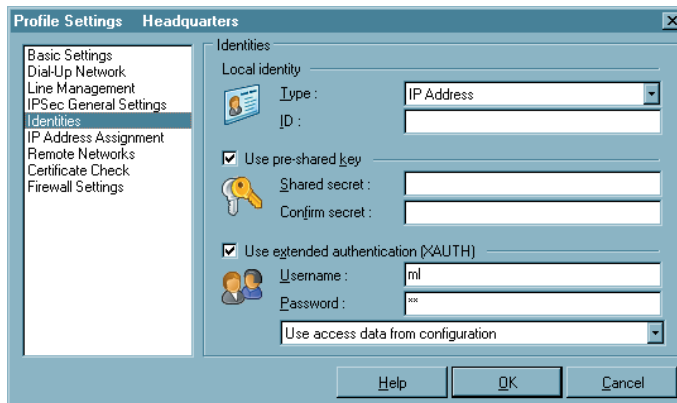 Profile Settings Headquarters
Basic Settings
Dial-Up Network
Line Management
IPSec General Settings
Identities
IP Address Assignment
Remote Networks
Certificate Check
Firewall Settings
Identities
Local identity
Type : IP Address
ID :
Use pre-shared key
Shared secret :
Confirm secret :
Use extended authentication (XAUTH)
Username : ml
Password : **
Use access data from configuration
Help OK Cancel